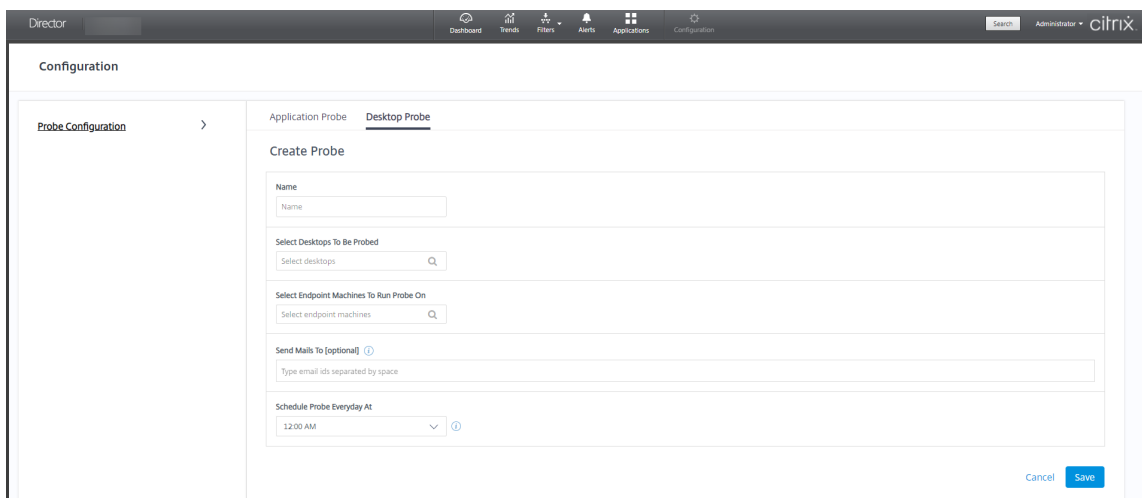 Director
Dashboard Trends Filters Alerts Applications Configuration
Search Administrator citrix
Configuration
Probe Configuration
Application Probe Desktop Probe
Create Probe
Name
Name
Select Desktops To Be Probed
Select desktops
Select Endpoint Machines To Run Probe On
Select endpoint machines
Send Mails To [optional]
Type email ids separated by space
Schedule Probe Everyday At
12:00 AM
Cancel Save